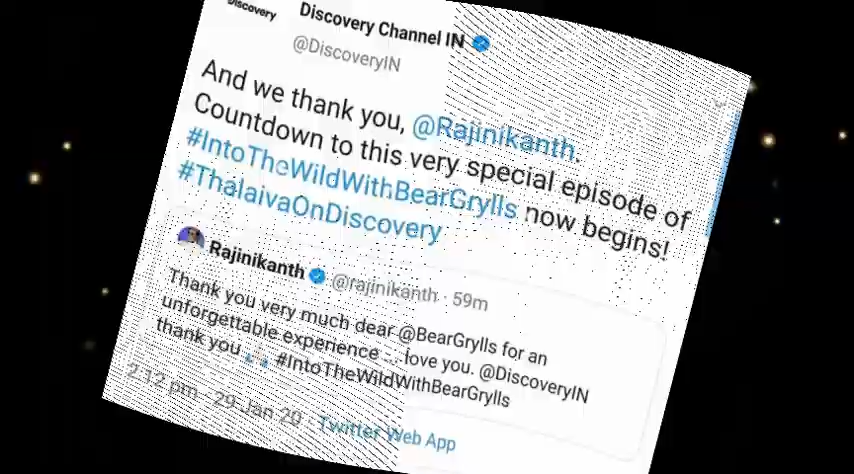 Discovery
Discovery Channel IN
@DiscoveryIN
And we thank you, @Rajinikanth.
Countdown to this very special episode of
#IntoTheWildWithBearGrylls now begins!
#ThalaivaOnDiscovery
Rajinikanth @rajinikanth · 59m
Thank you very much dear @BearGrylls for an
unforgettable experience ... love you. @DiscoveryIN
thank you #IntoTheWildWithBearGrylls
2:12 pm · 29 Jan 20 · Twitter Web App